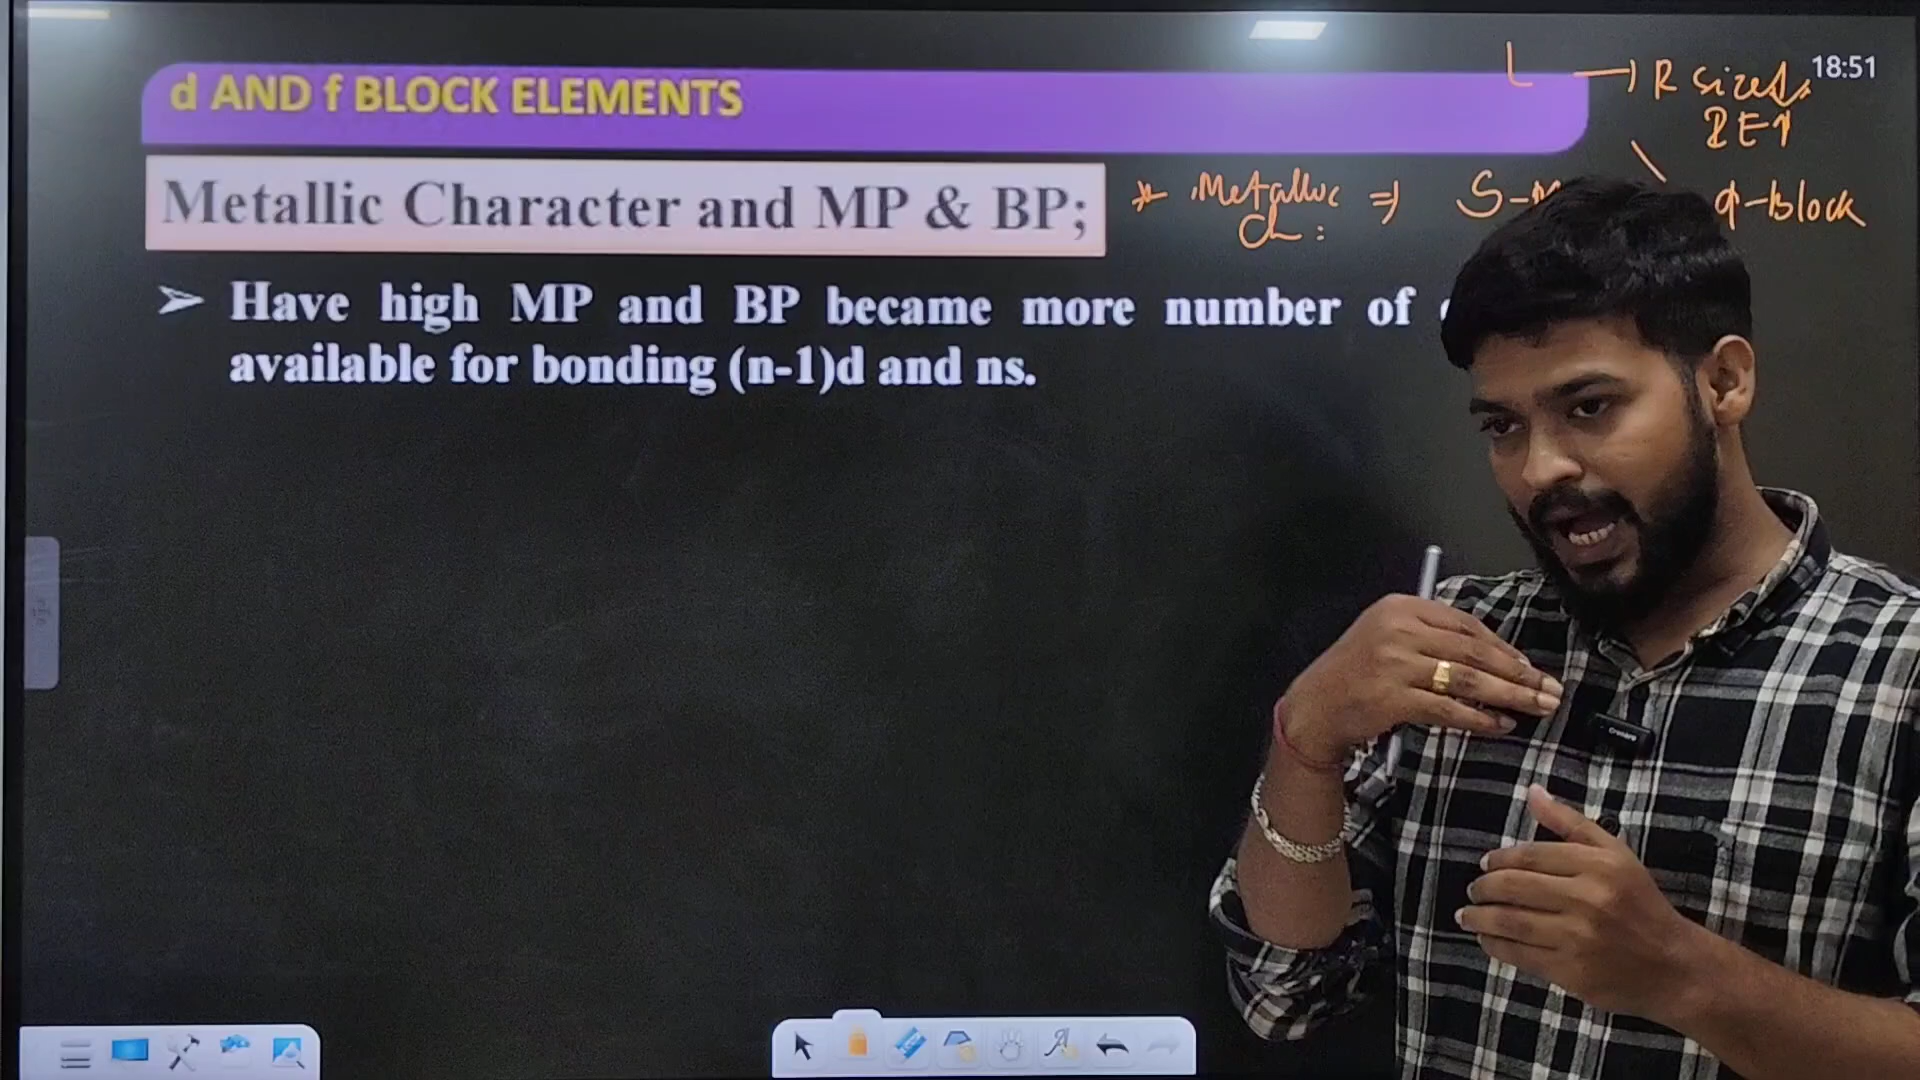 d AND f BLOCK ELEMENTS
18:51
R size↓
IE↑
Metallic Character and MP & BP;
* Metallic ⇒ S-
d-block
Ch:
➢ Have high MP and BP became more number of
available for bonding (n-1)d and ns.